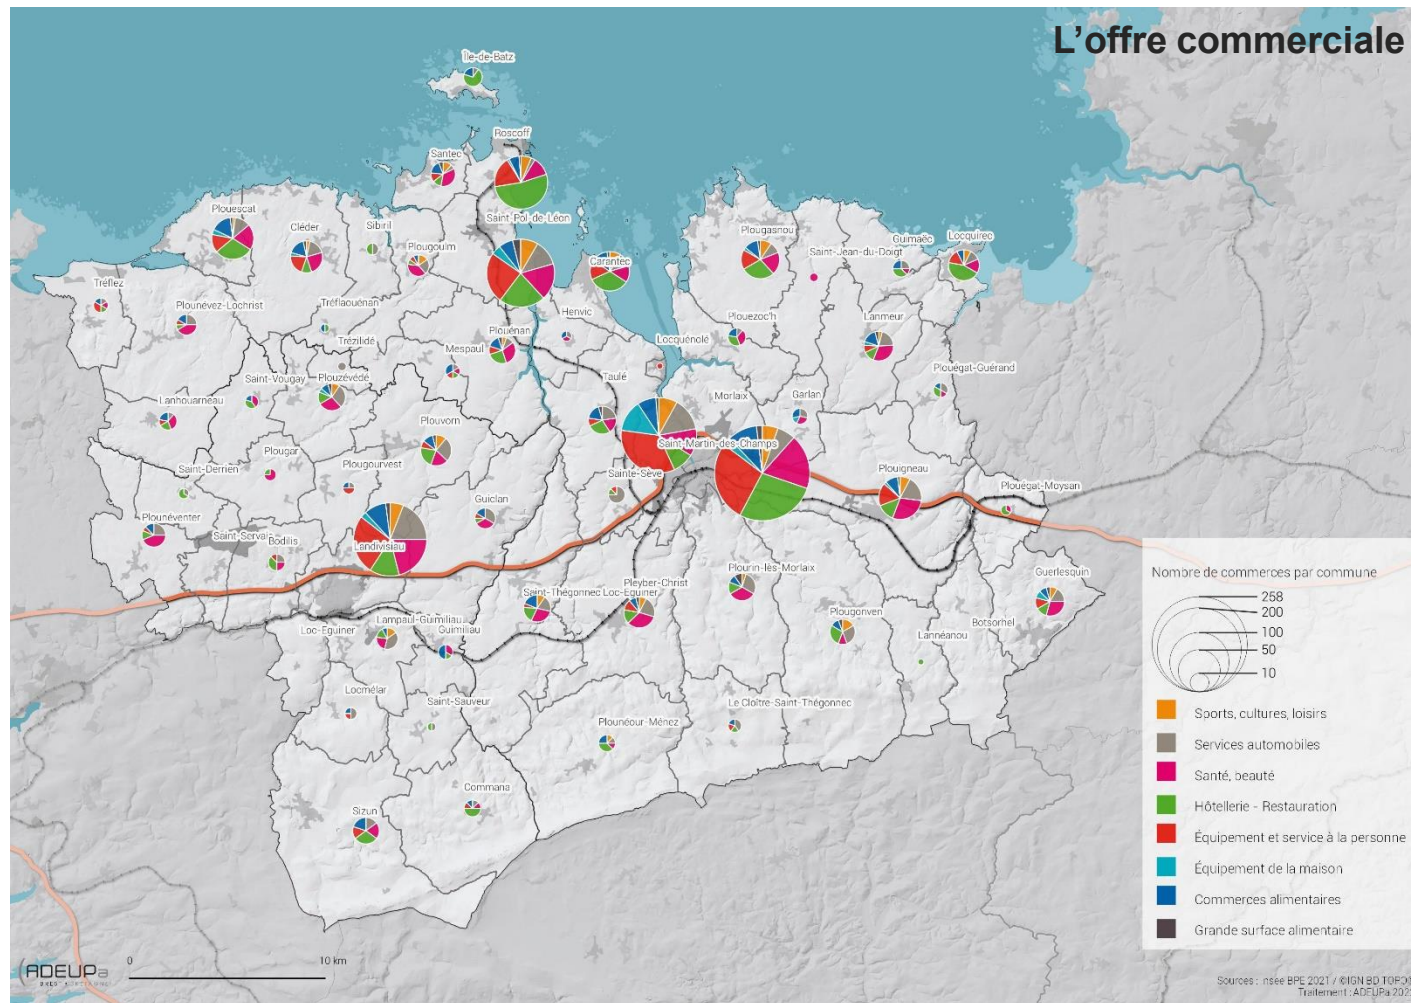 L'offre commerciale
Île-de-Batz
Roscoff
Santec
Saint-Pol-de-Léon
Plouescat
Cléder
Sibiril
Plougoulm
Carantec
Plougasnou
Saint-Jean-du-Doigt
Guimaëc
Locquirec
Tréflez
Plounévez-Lochrist
Tréflaouénan
Henvic
Plouezoc'h
Lanmeur
Trézilidé
Plouénan
Mespaul
Locquénolé
Plouégat-Guérand
Saint-Vougay
Plouzévédé
Taulé
Lanhouarneau
Morlaix
Garlan
Plouvorn
Saint-Martin-des-Champs
Plougar
Saint-Derrien
Plougourvest
Sainte-Sève
Plouigneau
Plouégat-Moysan
Plounéventer
Guiclan
Saint-Servais
Bodilis
Landivisiau
Saint-Thégonnec Loc-Eguiner
Pleyber-Christ
Plourin-lès-Morlaix
Guerlesquin
Plougonven
Botsorhel
Lannéanou
Loc-Eguiner
Lampaul-Guimiliau
Guimiliau
Locmélar
Saint-Sauveur
Plounéour-Ménez
Le Cloître-Saint-Thégonnec
Sizun
Commana
Nombre de commerces par commune
258
200
100
50
10
Sports, cultures, loisirs
Services automobiles
Santé, beauté
Hôtellerie - Restauration
Équipement et service à la personne
Équipement de la maison
Commerces alimentaires
Grande surface alimentaire
ADEUPa
0
10 km
Sources : Insee BPE 2021 / ©IGN BD TOPO
Traitement : ADEUPa 202